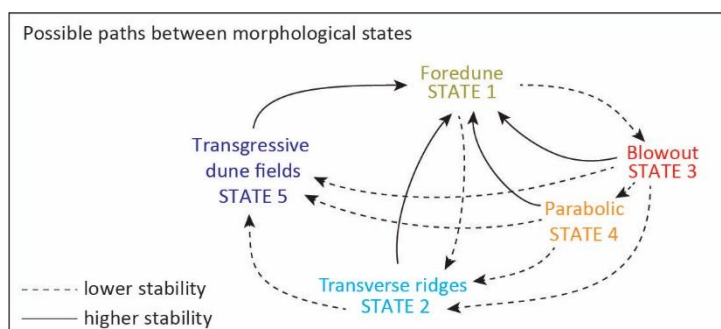 Possible paths between morphological states
Foredune
STATE 1
Transgressive
dune fields
STATE 5
Blowout
STATE 3
Parabolic
STATE 4
Transverse ridges
STATE 2
lower stability
higher stability